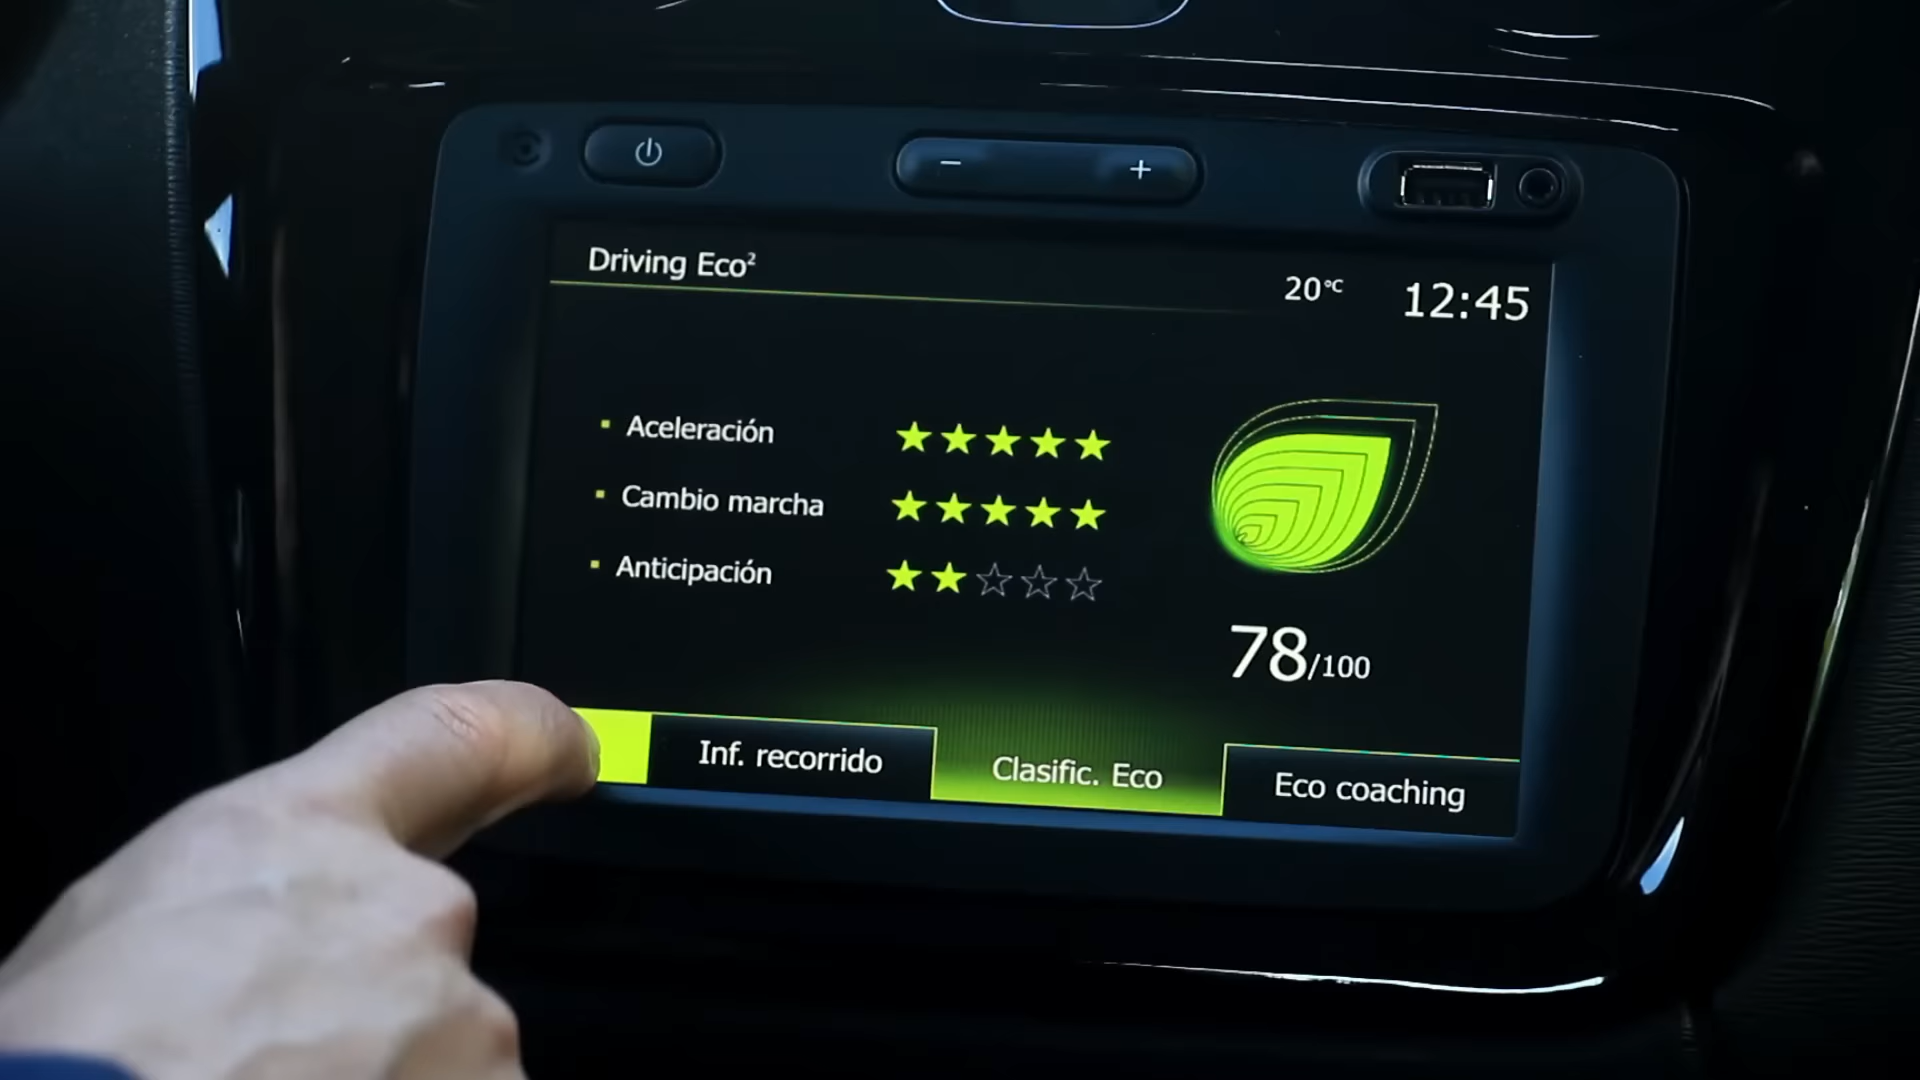 Driving Eco²
20°C
12:45
Aceleración
Cambio marcha
Anticipación
78/100
Inf. recorrido
Clasific. Eco
Eco coaching